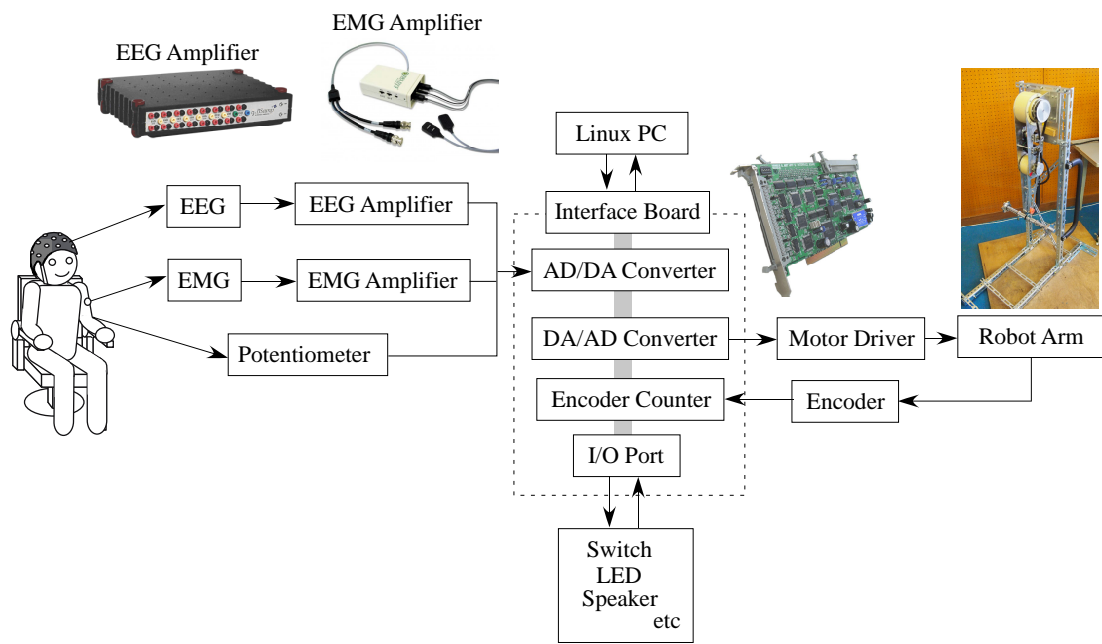 EMG Amplifier
EEG Amplifier
Linux PC
EEG
EEG Amplifier
Interface Board
EMG
EMG Amplifier
AD/DA Converter
Potentiometer
DA/AD Converter
Motor Driver
Robot Arm
Encoder Counter
Encoder
I/O Port
Switch
LED
Speaker
etc